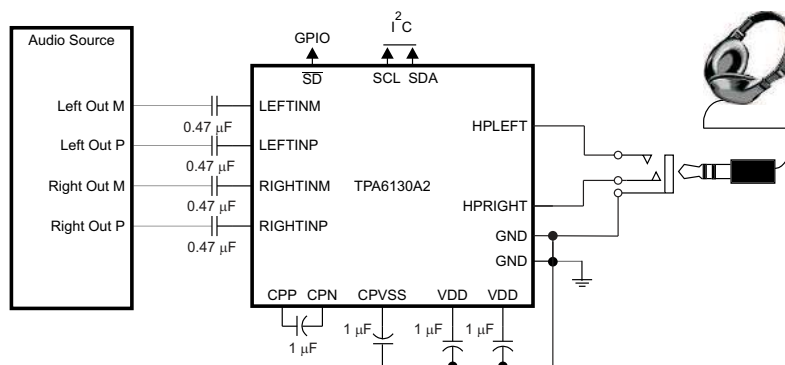 Audio Source
GPIO
I2C
SD
SCL SDA
Left Out M
0.47 μF
LEFTINM
Left Out P
0.47 μF
LEFTINP
Right Out M
0.47 μF
RIGHTINM
Right Out P
0.47 μF
RIGHTINP
TPA6130A2
HPLEFT
HPRIGHT
GND
GND
CPP CPN CPVSS VDD VDD
1 μF
1 μF
1 μF
1 μF